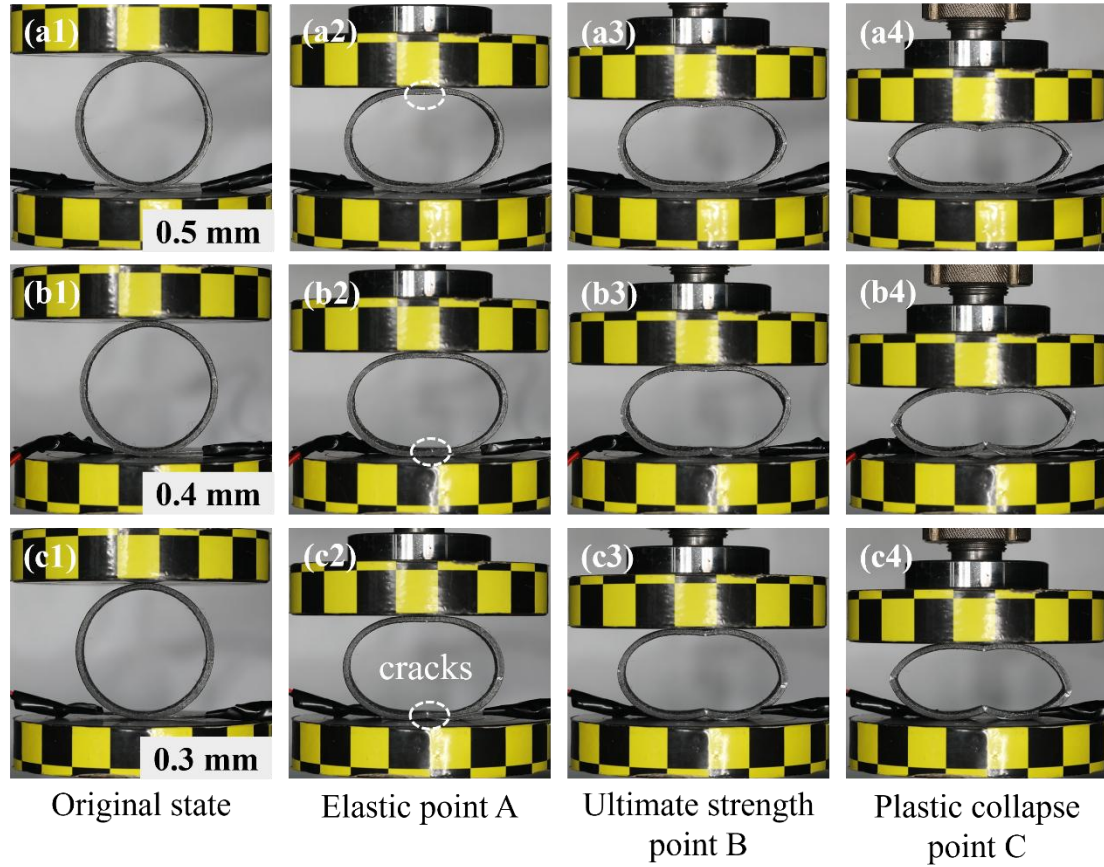 (a1)
(a2)
(a3)
(a4)
0.5 mm
(b1)
(b2)
(b3)
(b4)
0.4 mm
(c1)
(c2)
(c3)
(c4)
cracks
0.3 mm
Original state
Elastic point A
Ultimate strength
point B
Plastic collapse
point C